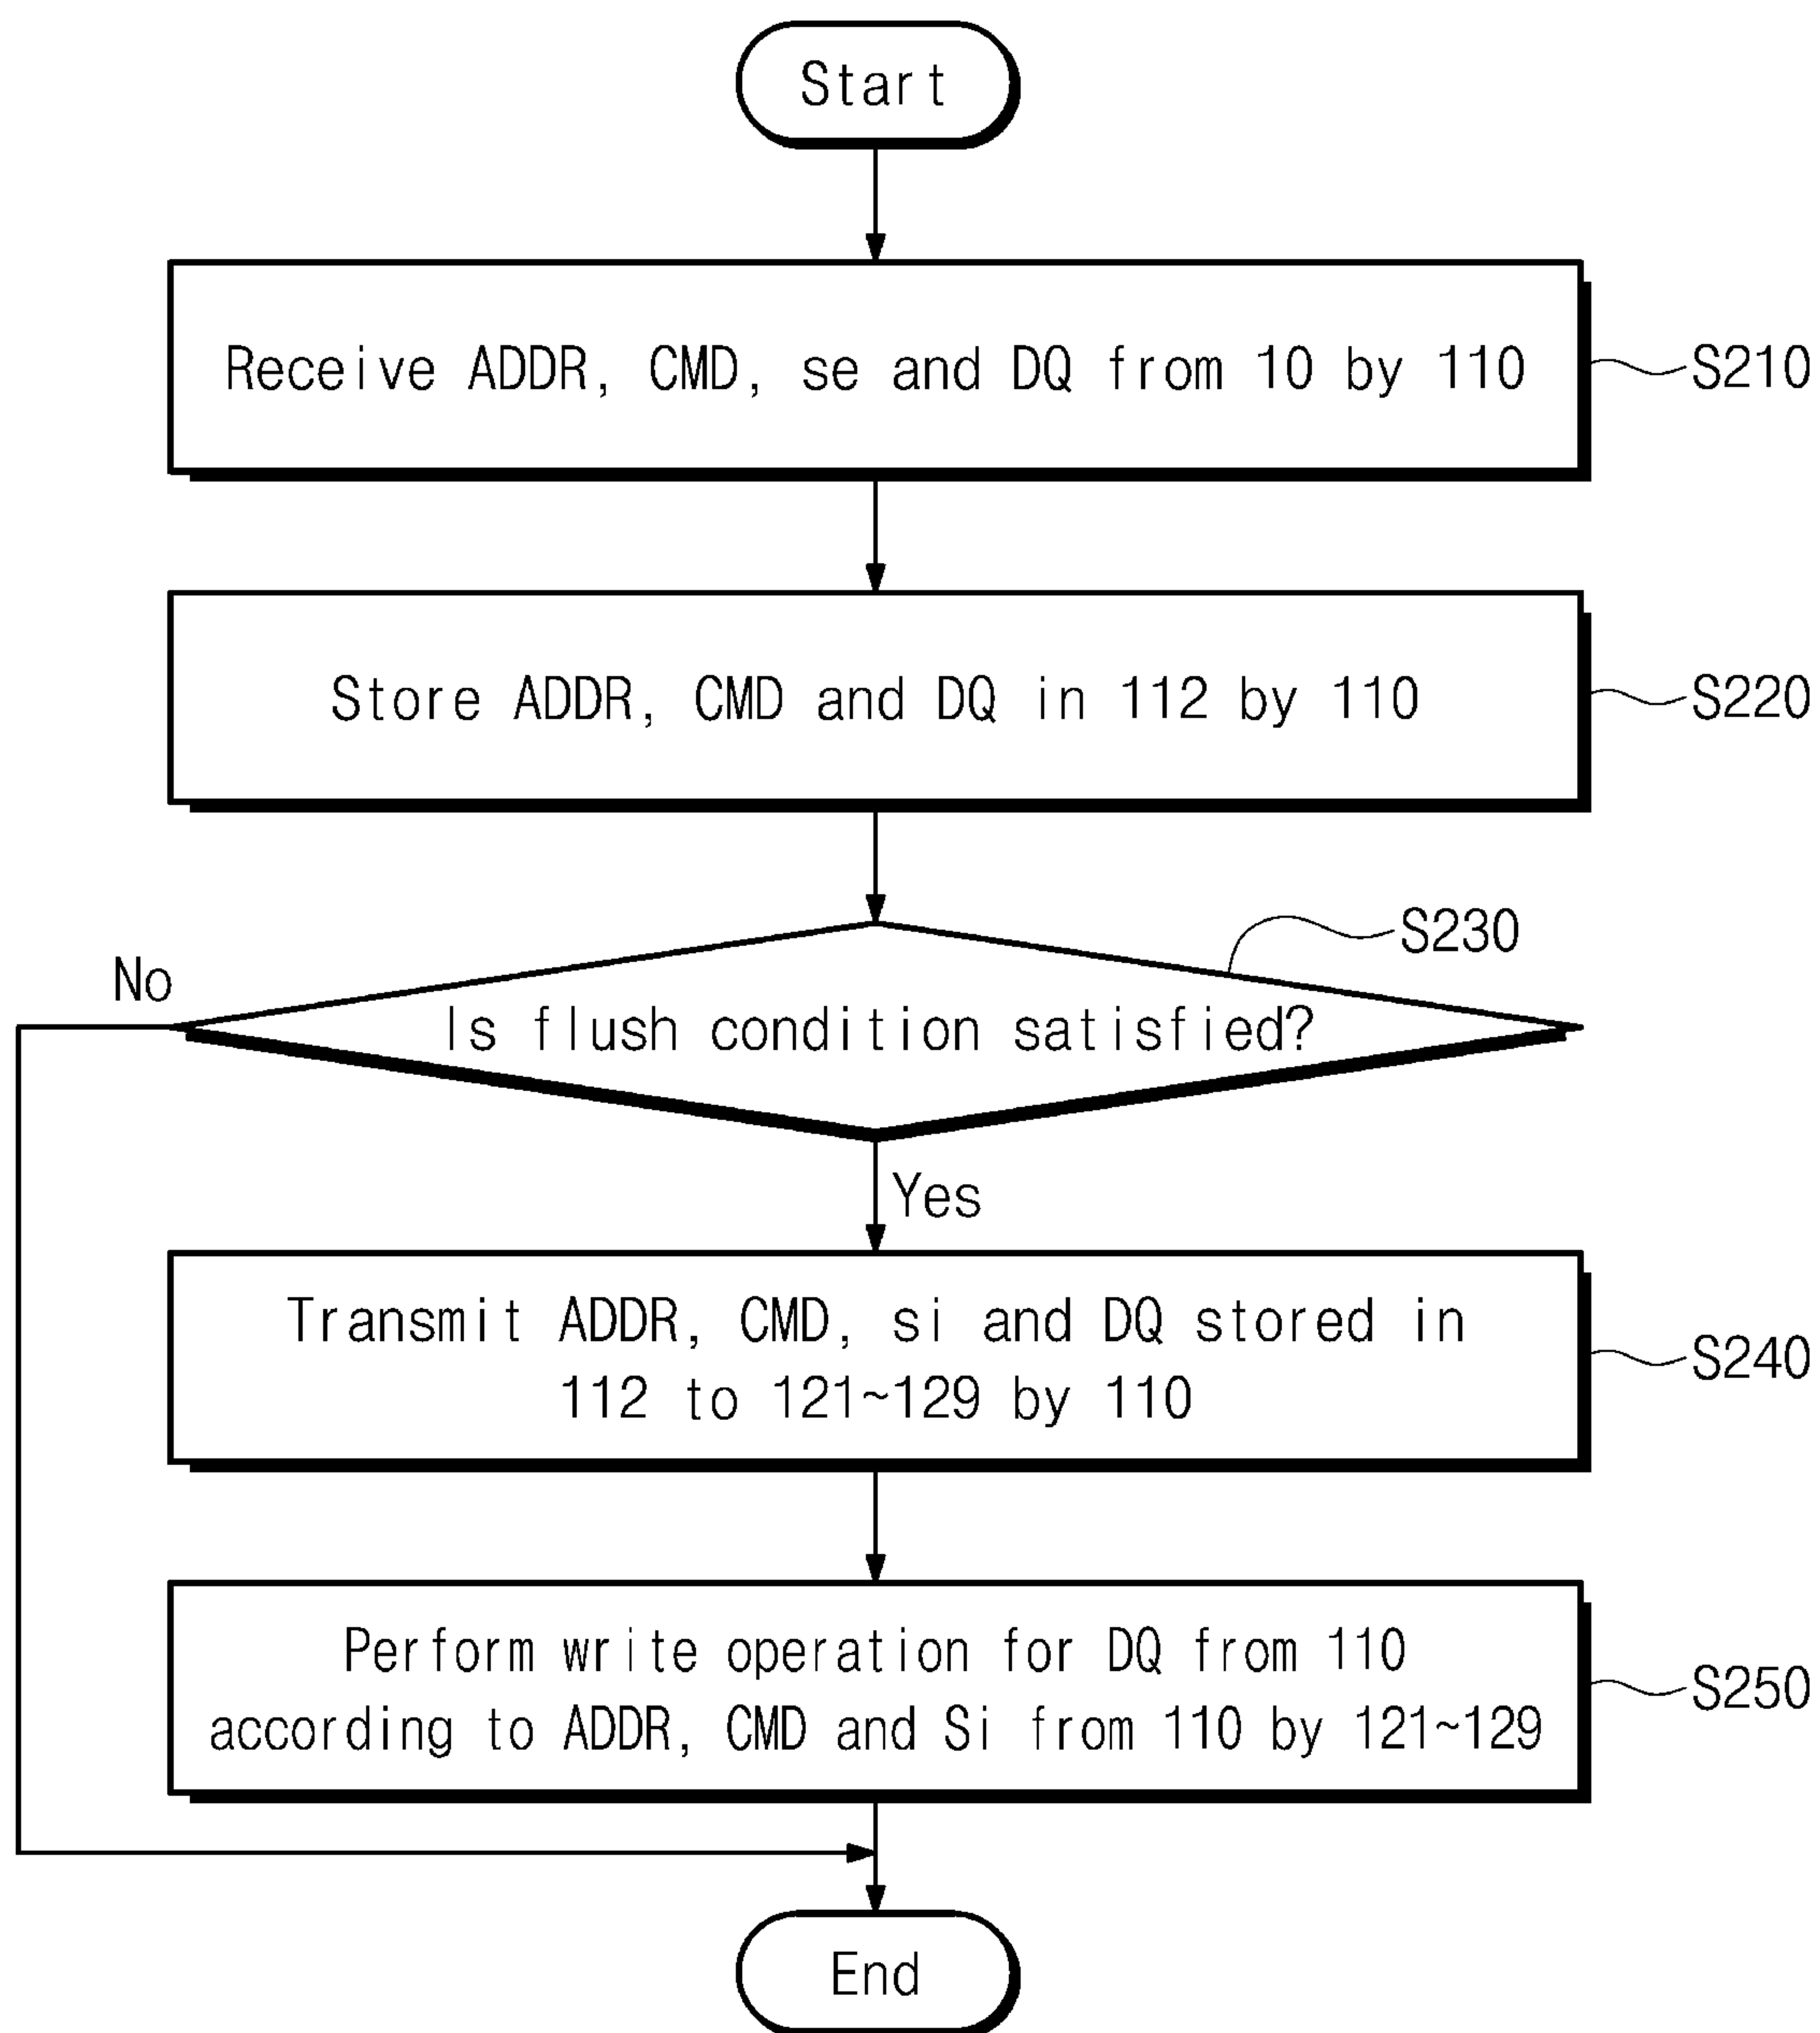 Start
Receive ADDR, CMD, se and DQ from 10 by 110
S210
Store ADDR, CMD and DQ in 112 by 110
S220
S230
No
Is flush condition satisfied?
Yes
Transmit ADDR, CMD, si and DQ stored in
112 to 121~129 by 110
S240
Perform write operation for DQ from 110
according to ADDR, CMD and Si from 110 by 121~129
S250
End